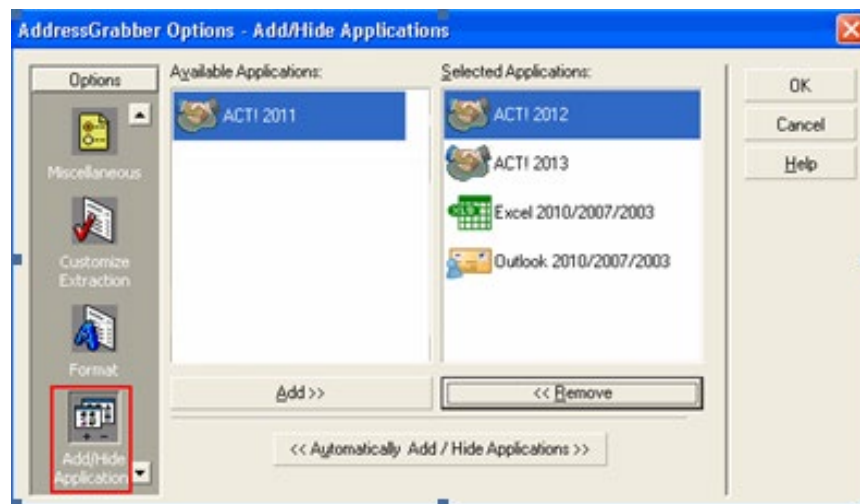 AddressGrabber Options - Add/Hide Applications
Options
Miscellaneous
Customize
Extraction
Format
Add/Hide
Application
Available Applications:
ACT! 2011
Selected Applications:
ACT! 2012
ACT! 2013
Excel 2010/2007/2003
Outlook 2010/2007/2003
Add >>
<< Remove
<< Automatically Add / Hide Applications >>
OK
Cancel
Help